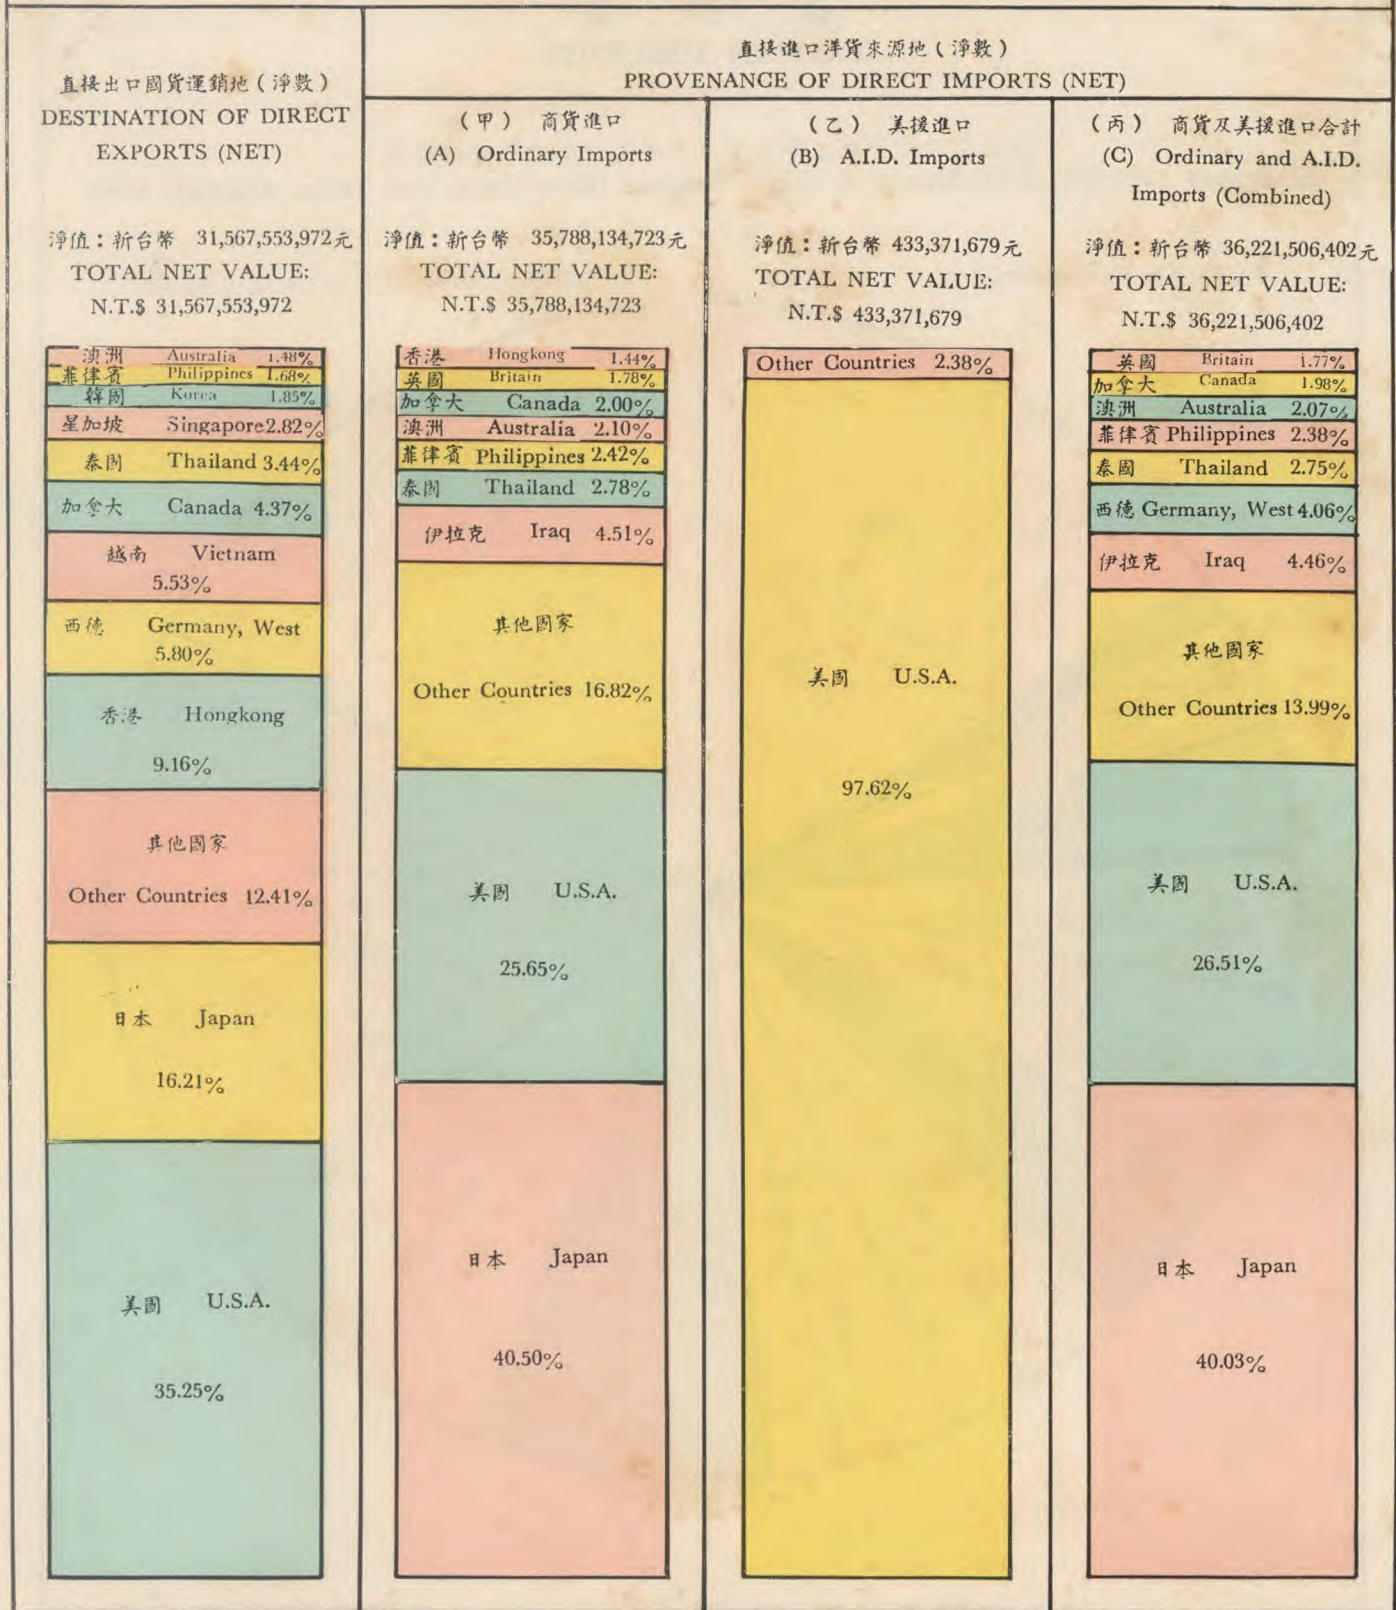 直接出口國貨運銷地(淨數)
DESTINATION OF DIRECT
EXPORTS (NET)
淨值:新台幣 31,567,553,972元
TOTAL NET VALUE:
N.T.$ 31,567,553,972
澳洲 Australia 1.48%
菲律賓 Philippines 1.68%
韓國 Korea 1.85%
星加坡 Singapore 2.82%
泰國 Thailand 3.44%
加拿大 Canada 4.37%
越南 Vietnam
5.53%
西德 Germany, West
5.80%
香港 Hongkong
9.16%
其他國家
Other Countries 12.41%
日本 Japan
16.21%
美國 U.S.A.
35.25%
直接進口洋貨來源地(淨數)
PROVENANCE OF DIRECT IMPORTS (NET)
(甲) 商貨進口
(A) Ordinary Imports
淨值:新台幣 35,788,134,723元
TOTAL NET VALUE:
N.T.$ 35,788,134,723
香港 Hongkong 1.44%
英國 Britain 1.78%
加拿大 Canada 2.00%
澳洲 Australia 2.10%
菲律賓 Philippines 2.42%
泰國 Thailand 2.78%
伊拉克 Iraq 4.51%
其他國家
Other Countries 16.82%
美國 U.S.A.
25.65%
日本 Japan
40.50%
(乙) 美援進口
(B) A.I.D. Imports
淨值:新台幣 433,371,679元
TOTAL NET VALUE:
N.T.$ 433,371,679
Other Countries 2.38%
美國 U.S.A.
97.62%
(丙) 商貨及美援進口合計
(C) Ordinary and A.I.D.
Imports (Combined)
淨值:新台幣 36,221,506,402元
TOTAL NET VALUE:
N.T.$ 36,221,506,402
英國 Britain 1.77%
加拿大 Canada 1.98%
澳洲 Australia 2.07%
菲律賓 Philippines 2.38%
泰國 Thailand 2.75%
西德 Germany, West 4.06%
伊拉克 Iraq 4.46%
其他國家
Other Countries 13.99%
美國 U.S.A.
26.51%
日本 Japan
40.03%